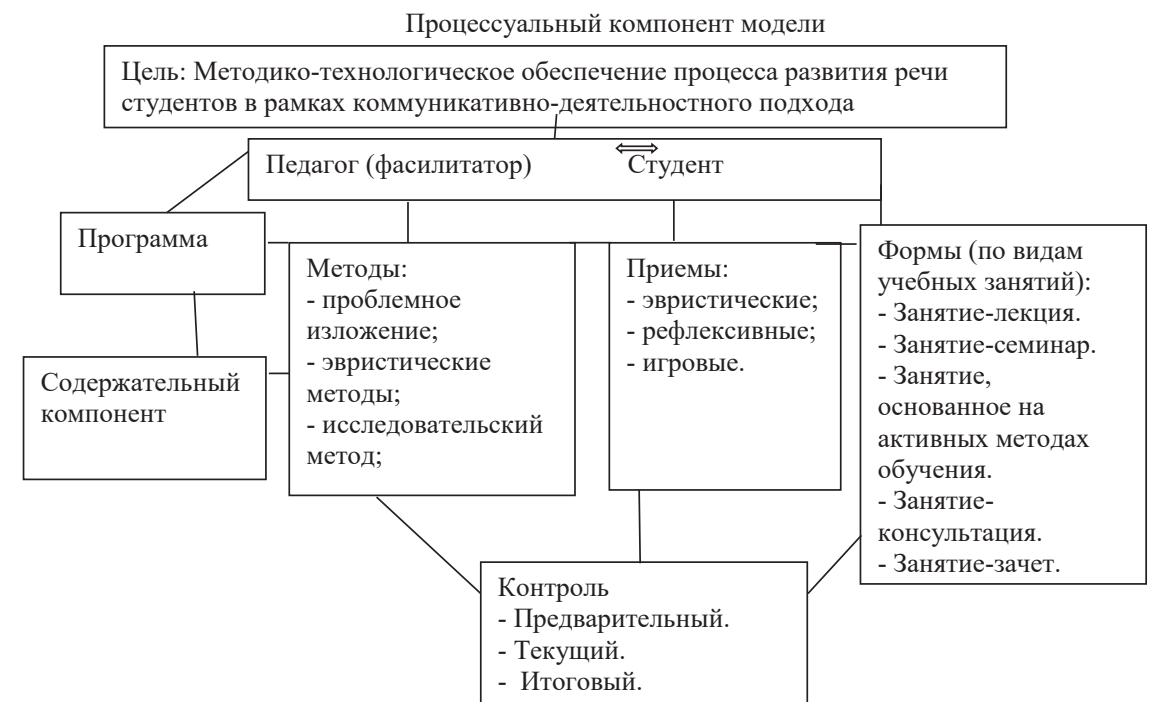 Процессуальный компонент модели
Цель: Методико-технологическое обеспечение процесса развития речи
студентов в рамках коммуникативно-деятельностного подхода
Педагог (фасилитатор) ⇔ Студент
Программа
Содержательный
компонент
Методы:
- проблемное
изложение;
- эвристические
методы;
- исследовательский
метод;
Приемы:
- эвристические;
- рефлексивные;
- игровые.
Формы (по видам
учебных занятий):
- Занятие-лекция.
- Занятие-семинар.
- Занятие,
основанное на
активных методах
обучения.
- Занятие-
консультация.
- Занятие-зачет.
Контроль
- Предварительный.
- Текущий.
- Итоговый.